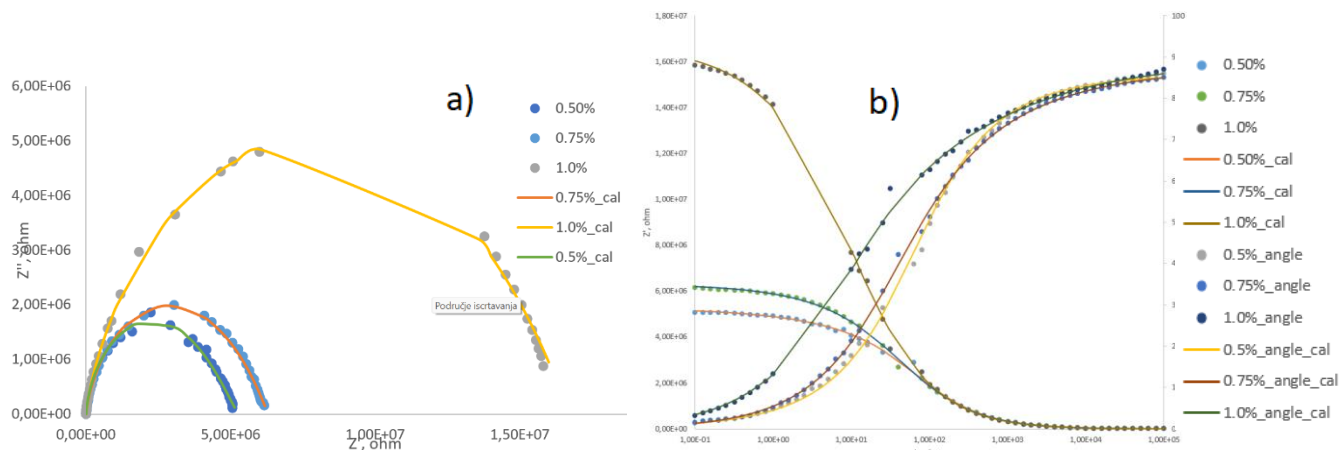 a)
6,00E+06
5,00E+06
4,00E+06
3,00E+06
2,00E+06
1,00E+06
0,00E+00
Z'', ohm
0,00E+00
5,00E+06
1,00E+07
1,50E+07
Z', ohm
0.50%
0.75%
1.0%
0.75%_cal
1.0%_cal
0.5%_cal
Područje iscrtavanja
b)
1,80E+07
1,60E+07
1,40E+07
1,20E+07
1,00E+07
8,00E+06
6,00E+06
4,00E+06
2,00E+06
0,00E+00
Z', ohm
1,00E-01
1,00E+00
1,00E+01
1,00E+02
1,00E+03
1,00E+04
1,00E+05
100
0.50%
0.75%
1.0%
0.50%_cal
0.75%_cal
1.0%_cal
0.5%_angle
0.75%_angle
1.0%_angle
0.5%_angle_cal
0.75%_angle_cal
1.0%_angle_cal